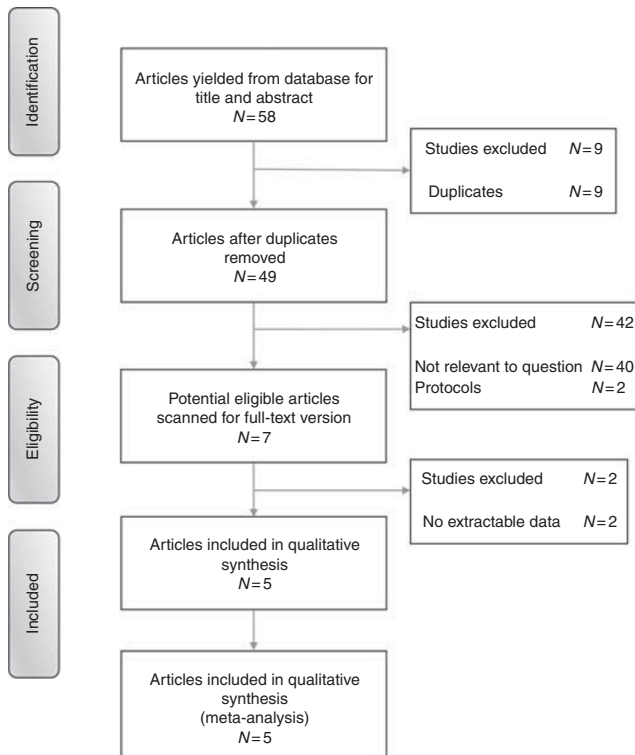 Identification
Articles yielded from database for
title and abstract
N=58
Studies excluded N=9
Duplicates N=9
Screening
Articles after duplicates
removed
N=49
Studies excluded N=42
Not relevant to question N=40
Protocols N=2
Eligibility
Potential eligible articles
scanned for full-text version
N=7
Studies excluded N=2
No extractable data N=2
Included
Articles included in qualitative
synthesis
N=5
Articles included in qualitative
synthesis
(meta-analysis)
N=5